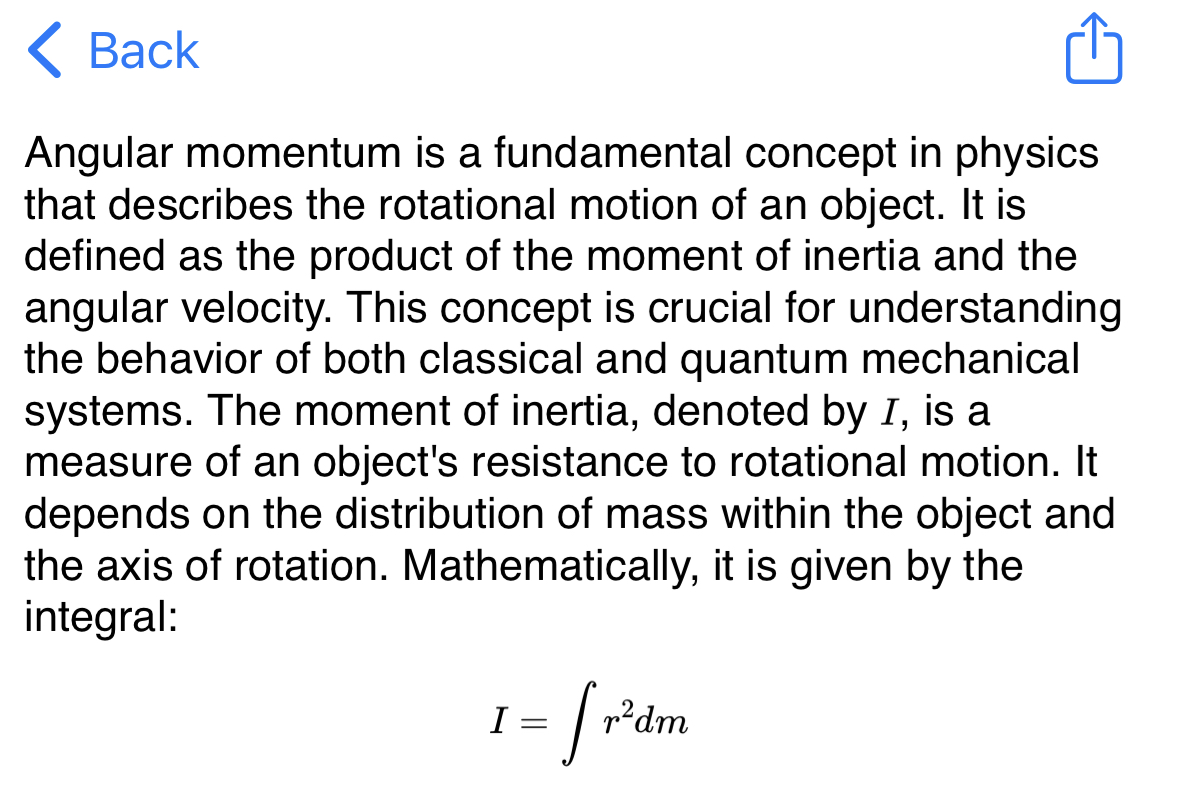 Back
Angular momentum is a fundamental concept in physics
that describes the rotational motion of an object. It is
defined as the product of the moment of inertia and the
angular velocity. This concept is crucial for understanding
the behavior of both classical and quantum mechanical
systems. The moment of inertia, denoted by I, is a
measure of an object's resistance to rotational motion. It
depends on the distribution of mass within the object and
the axis of rotation. Mathematically, it is given by the
integral:
I = ∫ r²dm